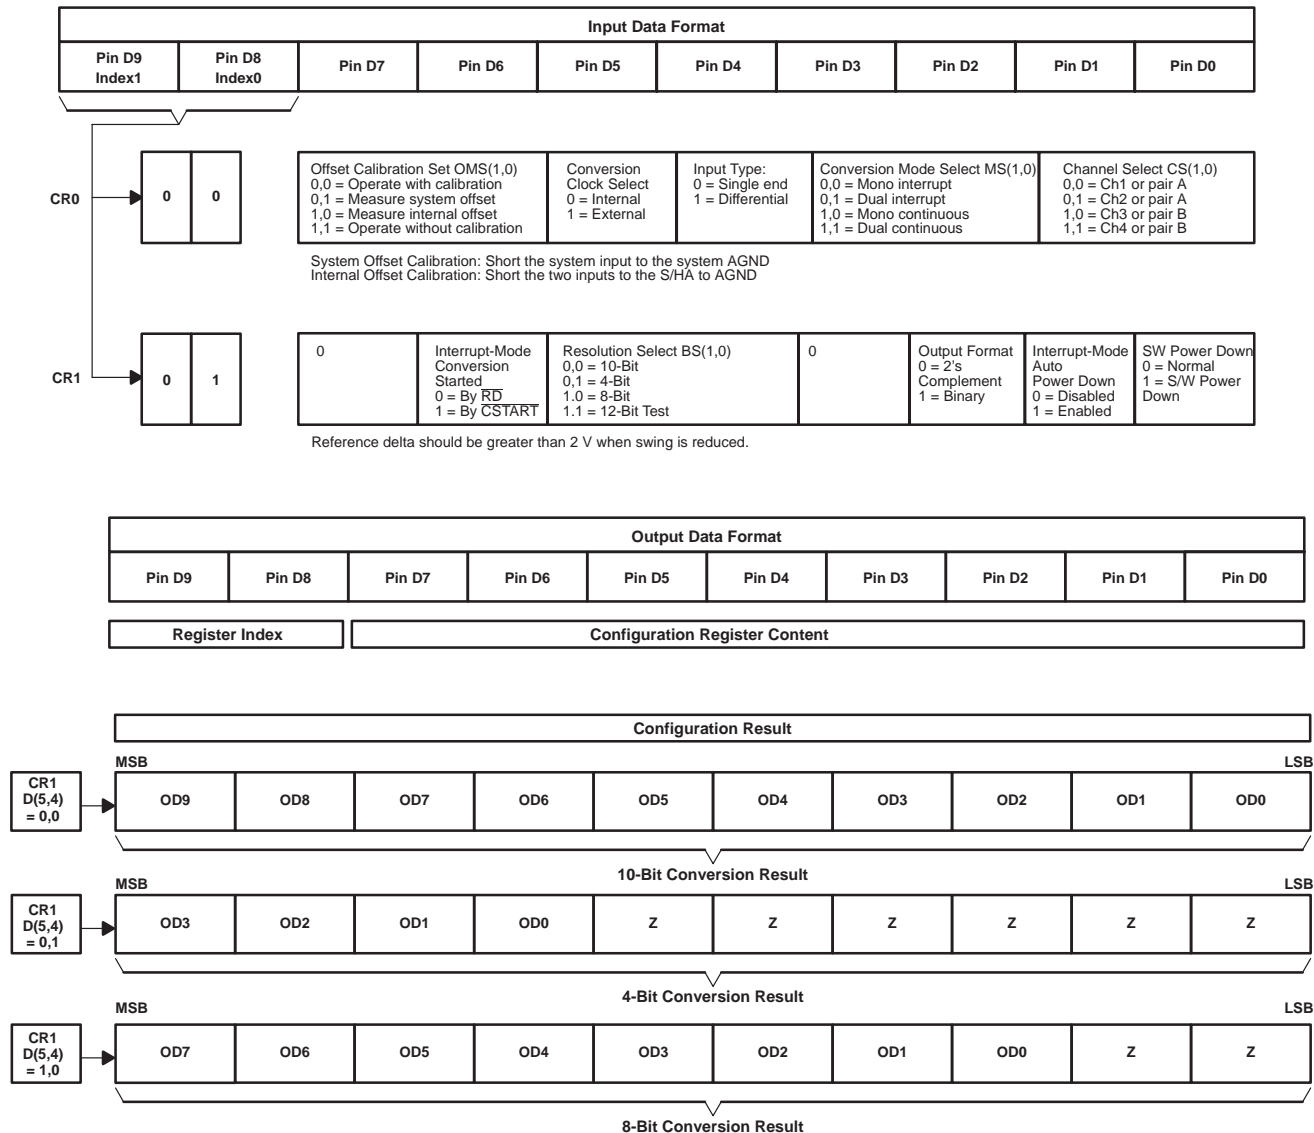 Input Data Format
Pin D9 Index1
Pin D8 Index0
Pin D7
Pin D6
Pin D5
Pin D4
Pin D3
Pin D2
Pin D1
Pin D0
CR0
0
0
Offset Calibration Set OMS(1,0)
0,0 = Operate with calibration
0,1 = Measure system offset
1,0 = Measure internal offset
1,1 = Operate without calibration
Conversion
Clock Select
0 = Internal
1 = External
Input Type:
0 = Single end
1 = Differential
Conversion Mode Select MS(1,0)
0,0 = Mono interrupt
0,1 = Dual interrupt
1,0 = Mono continuous
1,1 = Dual continuous
Channel Select CS(1,0)
0,0 = Ch1 or pair A
0,1 = Ch2 or pair A
1,0 = Ch3 or pair B
1,1 = Ch4 or pair B
System Offset Calibration: Short the system input to the system AGND
Internal Offset Calibration: Short the two inputs to the S/HA to AGND
CR1
0
1
0
Interrupt-Mode
Conversion
Started
0 = By RD
1 = By CSTART
Resolution Select BS(1,0)
0,0 = 10-Bit
0,1 = 4-Bit
1.0 = 8-Bit
1.1 = 12-Bit Test
0
Output Format
0 = 2's
Complement
1 = Binary
Interrupt-Mode
Auto
Power Down
0 = Disabled
1 = Enabled
SW Power Down
0 = Normal
1 = S/W Power
Down
Reference delta should be greater than 2 V when swing is reduced.
Output Data Format
Pin D9
Pin D8
Pin D7
Pin D6
Pin D5
Pin D4
Pin D3
Pin D2
Pin D1
Pin D0
Register Index
Configuration Register Content
Configuration Result
MSB
LSB
CR1
D(5,4)
= 0,0
OD9
OD8
OD7
OD6
OD5
OD4
OD3
OD2
OD1
OD0
10-Bit Conversion Result
MSB
LSB
CR1
D(5,4)
= 0,1
OD3
OD2
OD1
OD0
Z
Z
Z
Z
Z
Z
4-Bit Conversion Result
MSB
LSB
CR1
D(5,4)
= 1,0
OD7
OD6
OD5
OD4
OD3
OD2
OD1
OD0
Z
Z
8-Bit Conversion Result